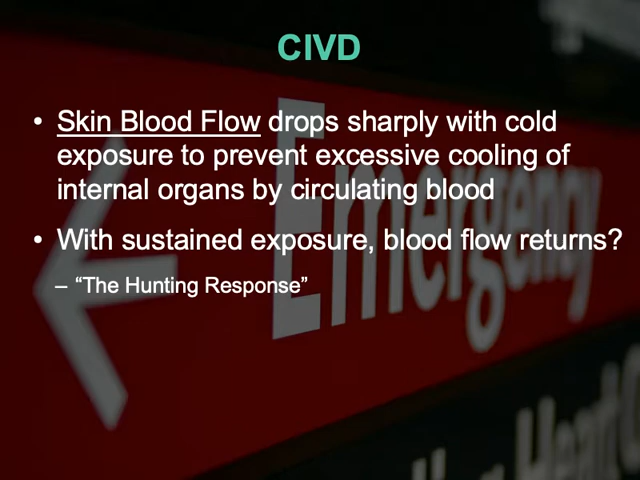 CIVD
• Skin Blood Flow drops sharply with cold
exposure to prevent excessive cooling of
internal organs by circulating blood
• With sustained exposure, blood flow returns?
– “The Hunting Response”
Emergency
Heart